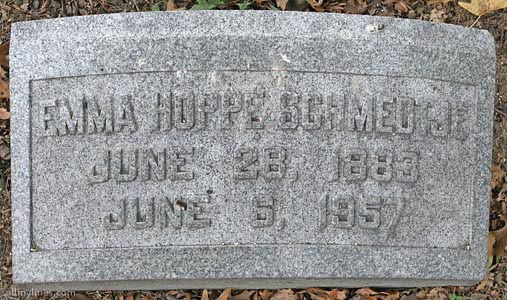 EMMA HOPPE SCHMEDTJE
JUNE 28, 1883
JUNE 6, 1957